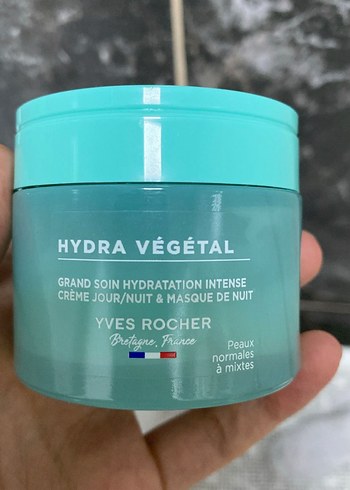 HYDRA VÉGÉTAL
GRAND SOIN HYDRATATION INTENSE
CRÈME JOUR/NUIT & MASQUE DE NUIT
YVES ROCHER
Bretagne, France
Peaux
normales
à mixtes